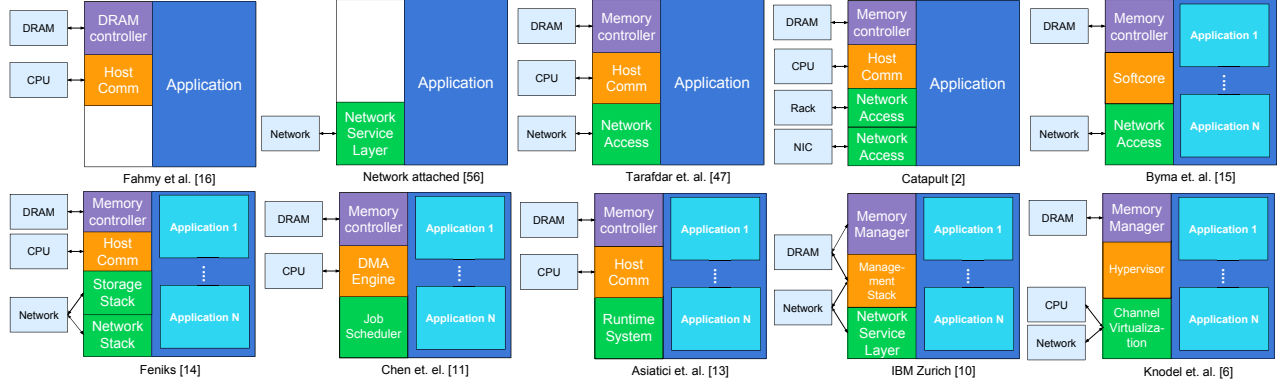 DRAM
CPU
DRAM
controller
Host
Comm
Application
Fahmy et al. [16]
Network
Network
Service
Layer
Application
Network attached [56]
DRAM
CPU
Network
Memory
controller
Host
Comm
Network
Access
Application
Tarafdar et. al. [47]
DRAM
CPU
Rack
NIC
Memory
controller
Host
Comm
Network
Access
Network
Access
Application
Catapult [2]
DRAM
Network
Memory
controller
Softcore
Network
Access
Application 1
Application N
Byma et. al. [15]
DRAM
CPU
Network
Memory
controller
Host
Comm
Storage
Stack
Network
Stack
Application 1
Application N
Feniks [14]
DRAM
CPU
Memory
controller
DMA
Engine
Job
Scheduler
Application 1
Application N
Chen et. el. [11]
DRAM
CPU
Memory
controller
Host
Comm
Runtime
System
Application 1
Application N
Asiatici et. al. [13]
DRAM
Network
Memory
Manager
Manage-
ment
Stack
Network
Service
Layer
Application 1
Application N
IBM Zurich [10]
DRAM
CPU
Network
Memory
Manager
Hypervisor
Channel
Virtualiza-
tion
Application 1
Application N
Knodel et. al [6]